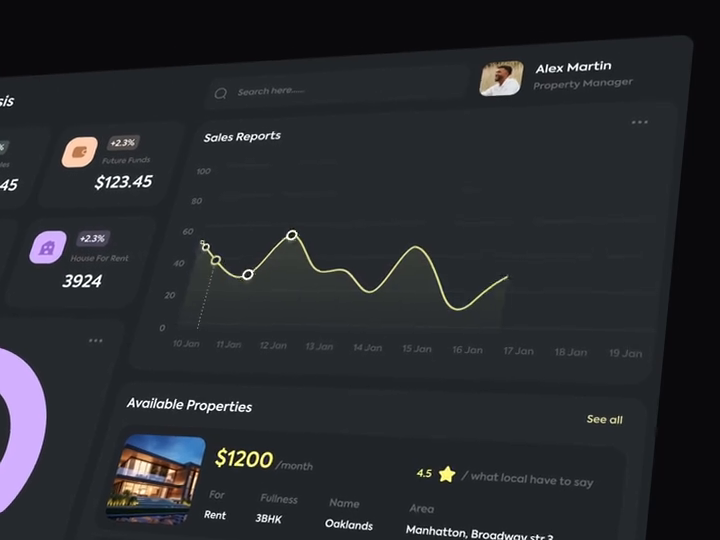 sis
Search here......
Alex Martin
Property Manager
%
les
.45
+2.3%
Future Funds
$123.45
+2.3%
House For Rent
3924
Sales Reports
100
80
60
40
20
0
10 Jan 11 Jan 12 Jan 13 Jan 14 Jan 15 Jan 16 Jan 17 Jan 18 Jan 19 Jan
Available Properties
See all
$1200 /month
4.5 / what local have to say
For Fullness Name Area
Rent 3BHK Oaklands Manhatton, Broadway str.3